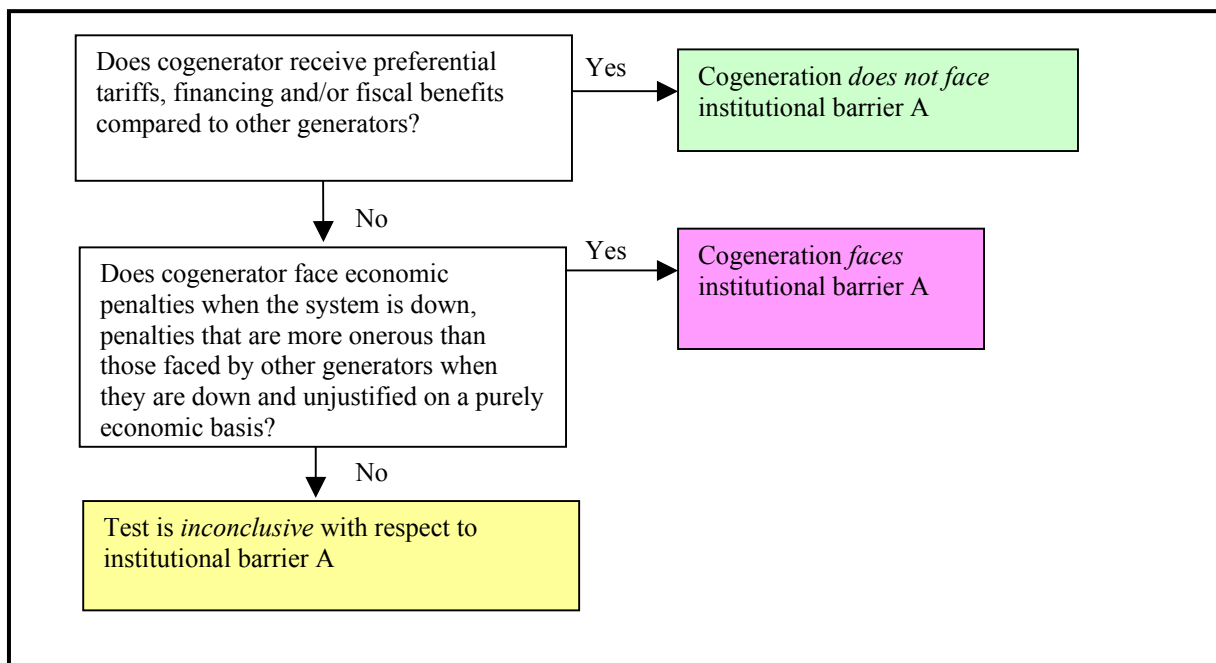 Does cogenerator receive preferential
tariffs, financing and/or fiscal benefits
compared to other generators?
Yes
Cogeneration does not face
institutional barrier A
No
Does cogenerator face economic
penalties when the system is down,
penalties that are more onerous than
those faced by other generators when
they are down and unjustified on a purely
economic basis?
Yes
Cogeneration faces
institutional barrier A
No
Test is inconclusive with respect to
institutional barrier A